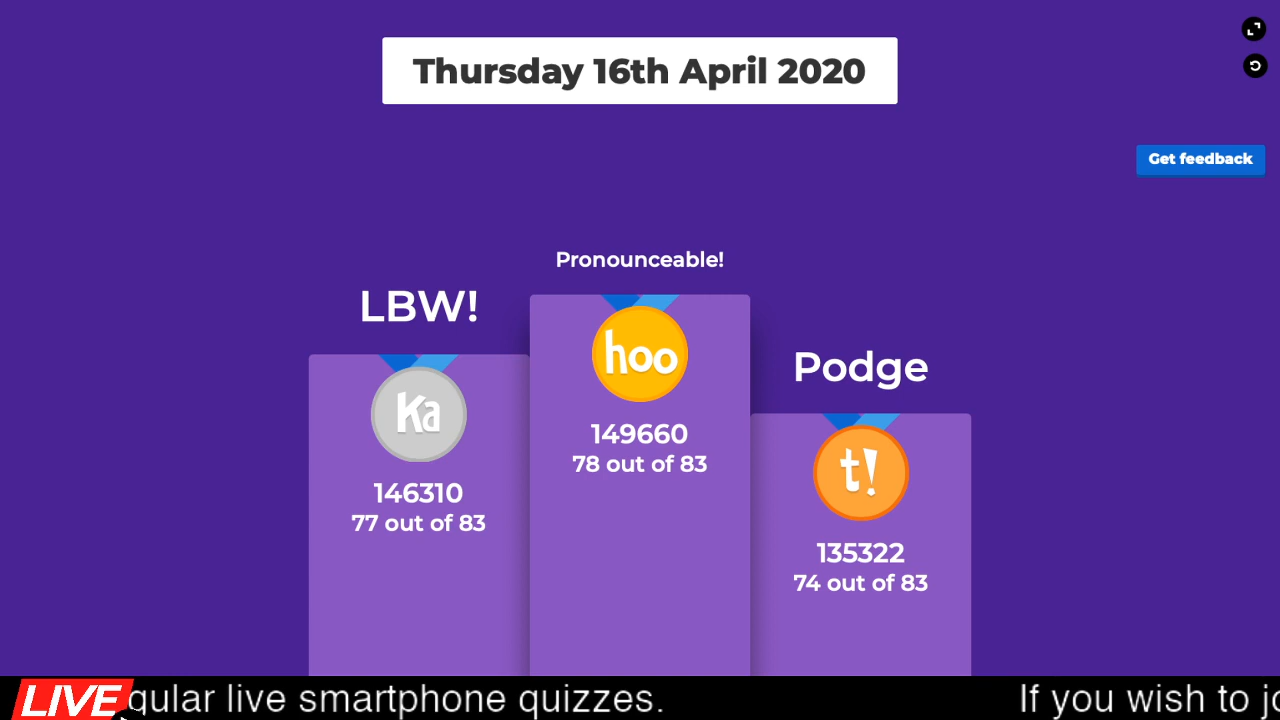 Thursday 16th April 2020
Get feedback
Pronounceable!
LBW!
Podge
hoo
Ka
t!
149660
78 out of 83
146310
77 out of 83
135322
74 out of 83
LIVE gular live smartphone quizzes. If you wish to jo